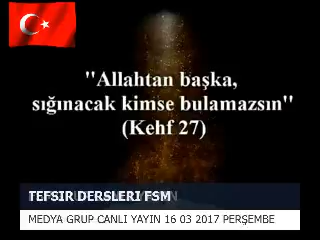 "Allahtan başka,
sığınacak kimse bulamazsın"
(Kehf 27)
TEFSIR DERSLERI FSM
MEDYA GRUP CANLI YAYIN 16 03 2017 PERŞEMBE